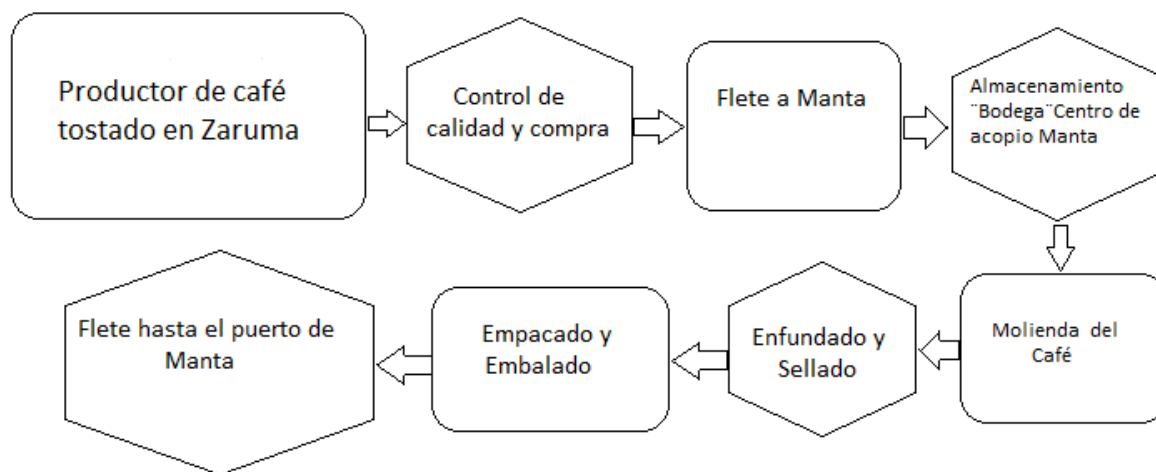 Productor de café
tostado en Zaruma
Control de
calidad y compra
Flete a Manta
Almacenamiento
¨Bodega¨Centro de
acopio Manta
Molienda del
Café
Enfundado y
Sellado
Empacado y
Embalado
Flete hasta el puerto de
Manta